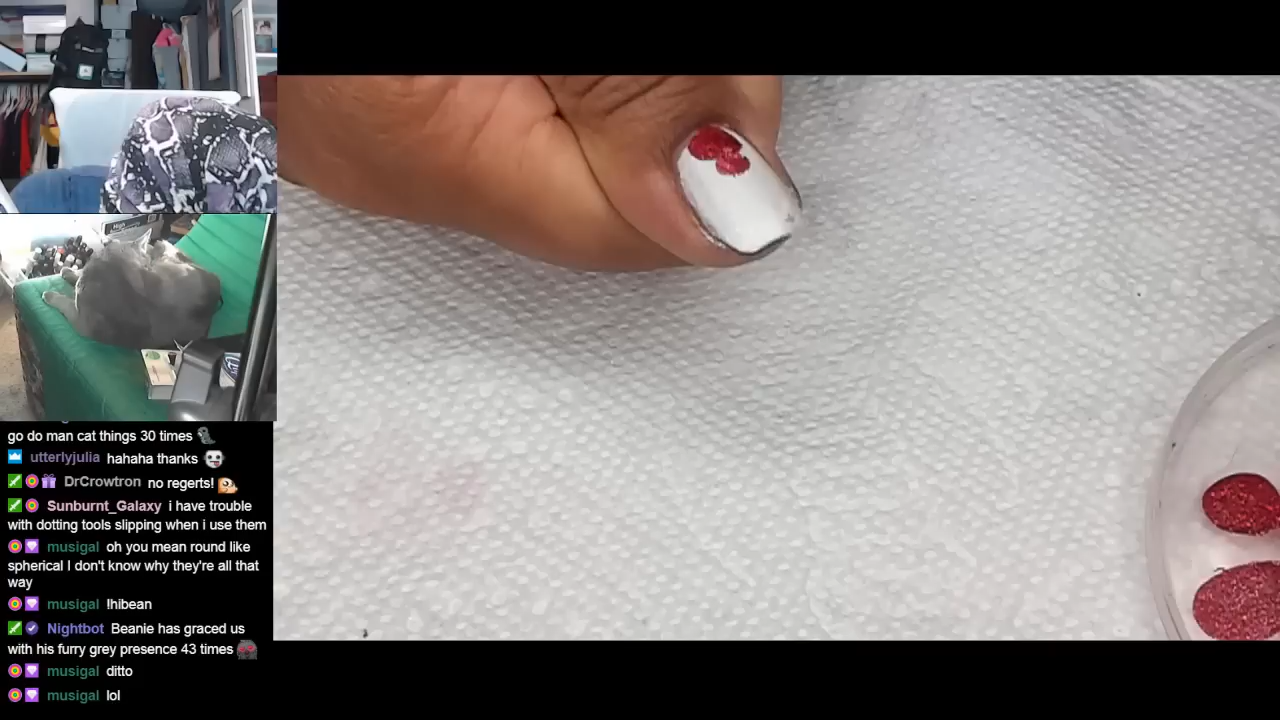 go do man cat things 30 times
utterlyjulia hahaha thanks
DrCrowtron no regerts!
Sunburnt_Galaxy i have trouble
with dotting tools slipping when i use them
musigal oh you mean round like
spherical I don't know why they're all that
way
musigal !hibean
Nightbot Beanie has graced us
with his furry grey presence 43 times
musigal ditto
musigal lol